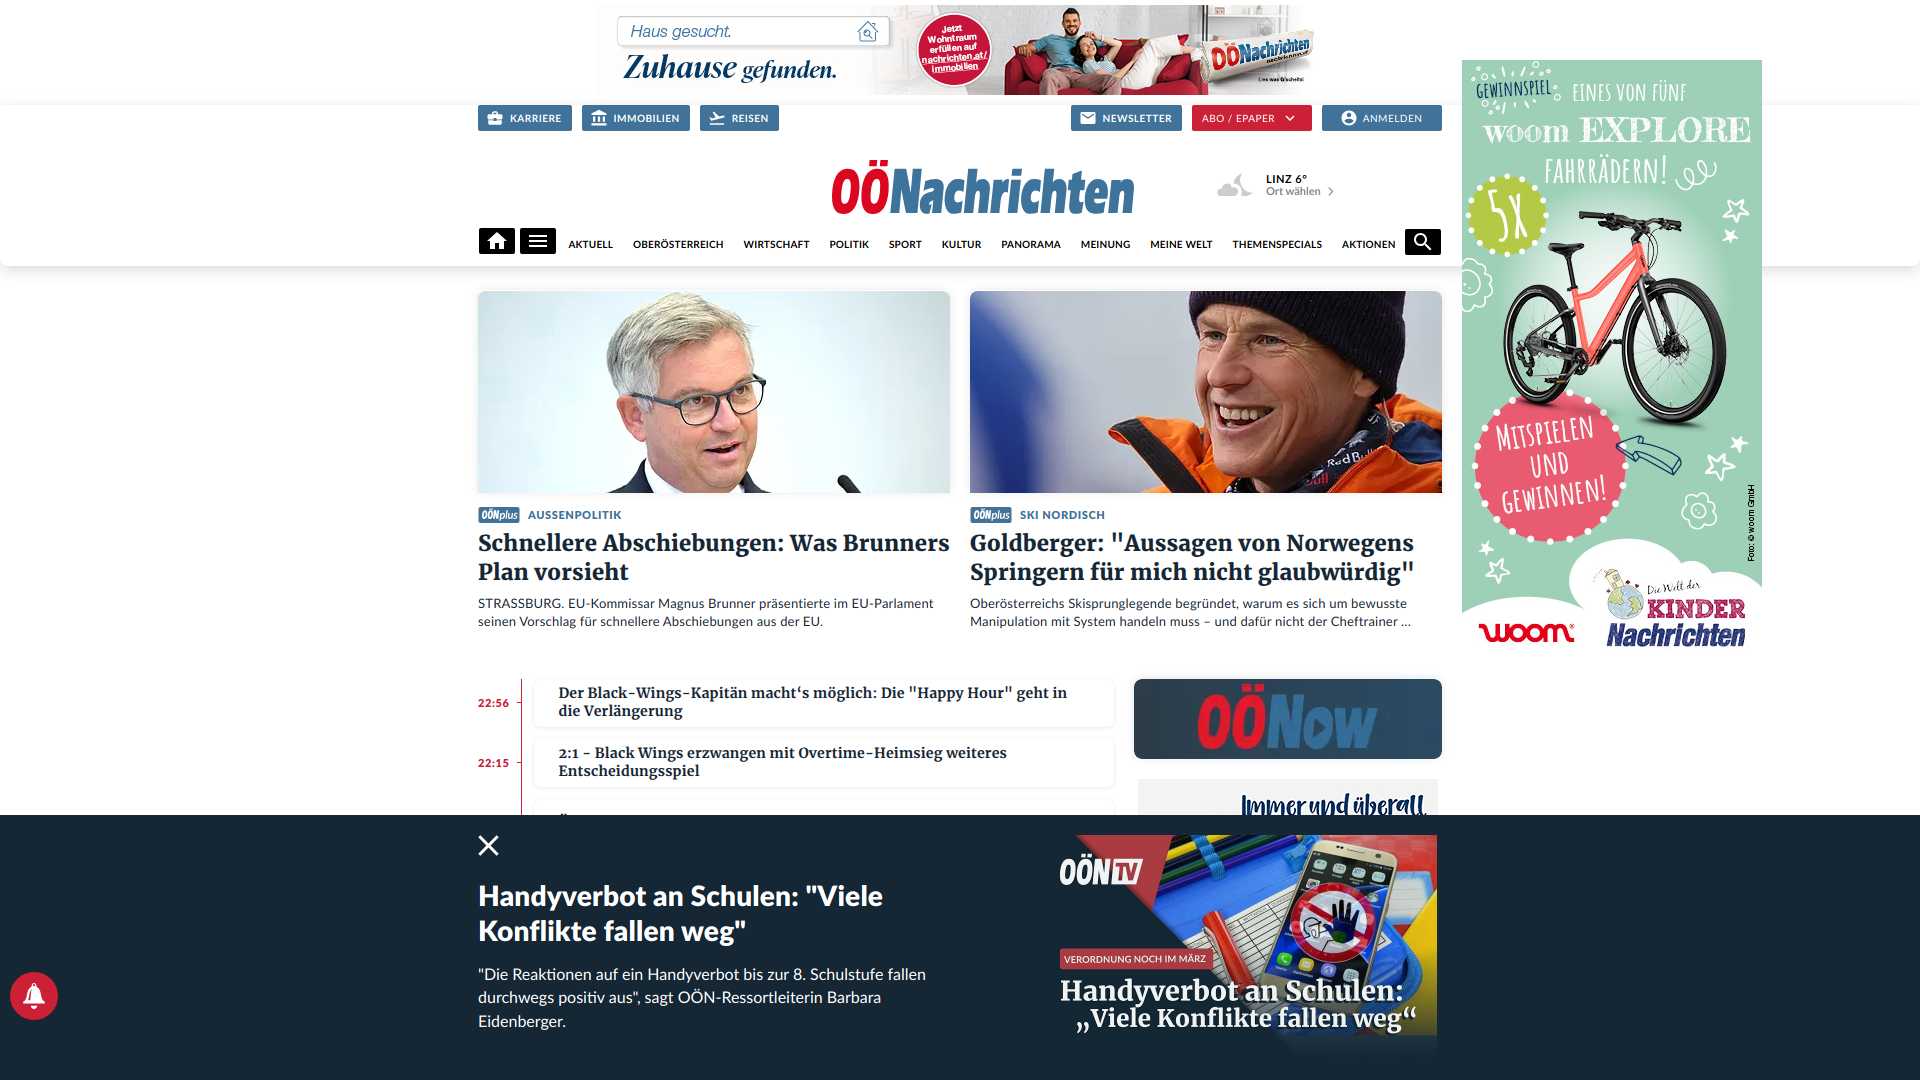 Haus gesucht.
Zuhause gefunden.
Jetzt
Wohntraum
erfüllen auf
nachrichten.at/
immobilien
OÖNachrichten
Lies was G'scheits!
KARRIERE
IMMOBILIEN
REISEN
NEWSLETTER
ABO / EPAPER
ANMELDEN
OÖNachrichten
LINZ 6°
Ort wählen
AKTUELL
OBERÖSTERREICH
WIRTSCHAFT
POLITIK
SPORT
KULTUR
PANORAMA
MEINUNG
MEINE WELT
THEMENSPECIALS
AKTIONEN
GEWINNSPIEL
EINES VON FÜNF
woom EXPLORE
FAHRRÄDERN!
5X
MITSPIELEN
UND
GEWINNEN!
Foto: © woom GmbH
Die Welt der
KINDER
Nachrichten
woom
Red Bull
OÖNplus AUSSENPOLITIK
Schnellere Abschiebungen: Was Brunners
Plan vorsieht
STRASSBURG. EU-Kommissar Magnus Brunner präsentierte im EU-Parlament
seinen Vorschlag für schnellere Abschiebungen aus der EU.
OÖNplus SKI NORDISCH
Goldberger: "Aussagen von Norwegens
Springern für mich nicht glaubwürdig"
Oberösterreichs Skisprunglegende begründet, warum es sich um bewusste
Manipulation mit System handeln muss – und dafür nicht der Cheftrainer ...
22:56
Der Black-Wings-Kapitän macht‘s möglich: Die "Happy Hour" geht in
die Verlängerung
22:15
2:1 - Black Wings erzwangen mit Overtime-Heimsieg weiteres
Entscheidungsspiel
OÖNow
Immer und überall
Handyverbot an Schulen: "Viele
Konflikte fallen weg"
"Die Reaktionen auf ein Handyverbot bis zur 8. Schulstufe fallen
durchwegs positiv aus", sagt OÖN-Ressortleiterin Barbara
Eidenberger.
OÖN TV
VERORDNUNG NOCH IM MÄRZ
Handyverbot an Schulen:
„Viele Konflikte fallen weg“